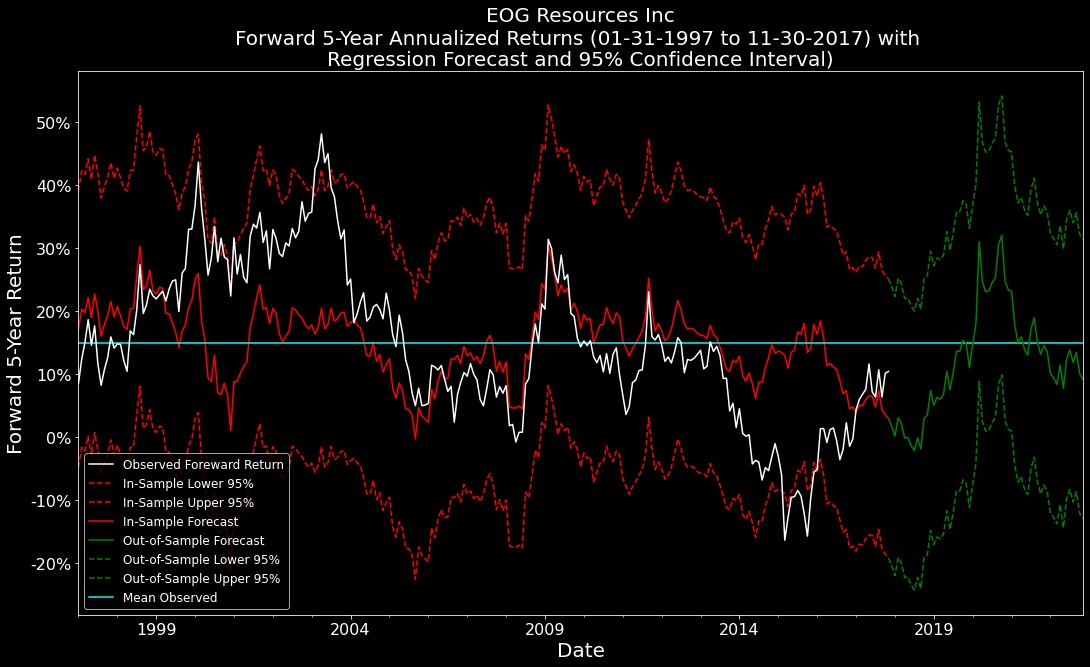 EOG Resources Inc
Forward 5-Year Annualized Returns (01-31-1997 to 11-30-2017) with
Regression Forecast and 95% Confidence Interval)
Forward 5-Year Return
50%
40%
30%
20%
10%
0%
-10%
-20%
Observed Foreward Return
In-Sample Lower 95%
In-Sample Upper 95%
In-Sample Forecast
Out-of-Sample Forecast
Out-of-Sample Lower 95%
Out-of-Sample Upper 95%
Mean Observed
1999 2004 2009 2014 2019
Date